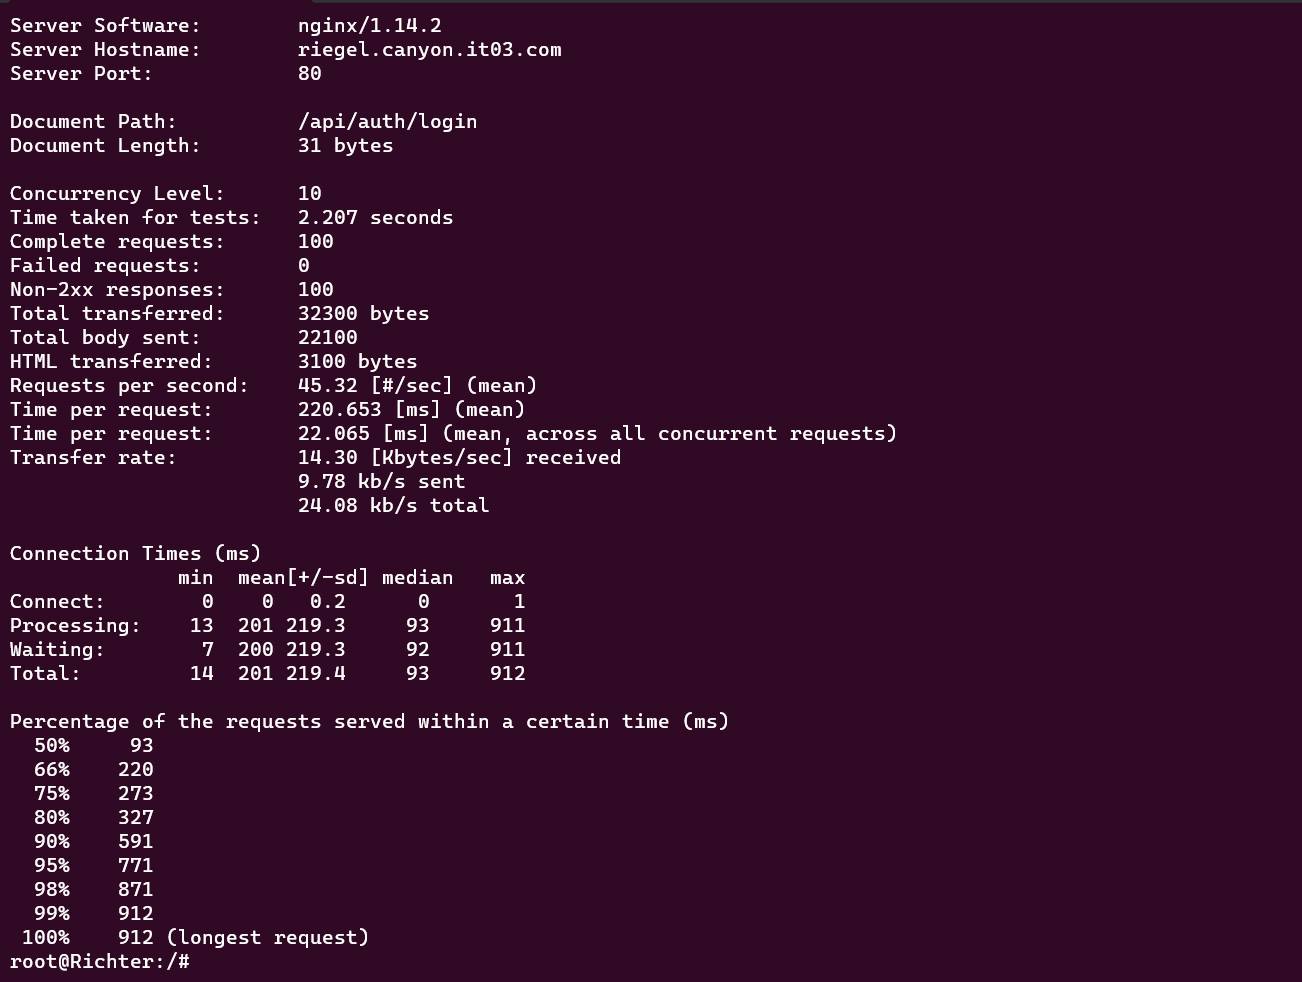 Server Software:        nginx/1.14.2
Server Hostname:        riegel.canyon.it03.com
Server Port:            80

Document Path:          /api/auth/login
Document Length:        31 bytes

Concurrency Level:      10
Time taken for tests:   2.207 seconds
Complete requests:      100
Failed requests:        0
Non-2xx responses:      100
Total transferred:      32300 bytes
Total body sent:        22100
HTML transferred:       3100 bytes
Requests per second:    45.32 [#/sec] (mean)
Time per request:       220.653 [ms] (mean)
Time per request:       22.065 [ms] (mean, across all concurrent requests)
Transfer rate:          14.30 [Kbytes/sec] received
                        9.78 kb/s sent
                        24.08 kb/s total

Connection Times (ms)
              min  mean[+/-sd] median   max
Connect:        0    0   0.2      0       1
Processing:    13  201 219.3     93     911
Waiting:        7  200 219.3     92     911
Total:         14  201 219.4     93     912

Percentage of the requests served within a certain time (ms)
  50%     93
  66%    220
  75%    273
  80%    327
  90%    591
  95%    771
  98%    871
  99%    912
 100%    912 (longest request)
root@Richter:/#